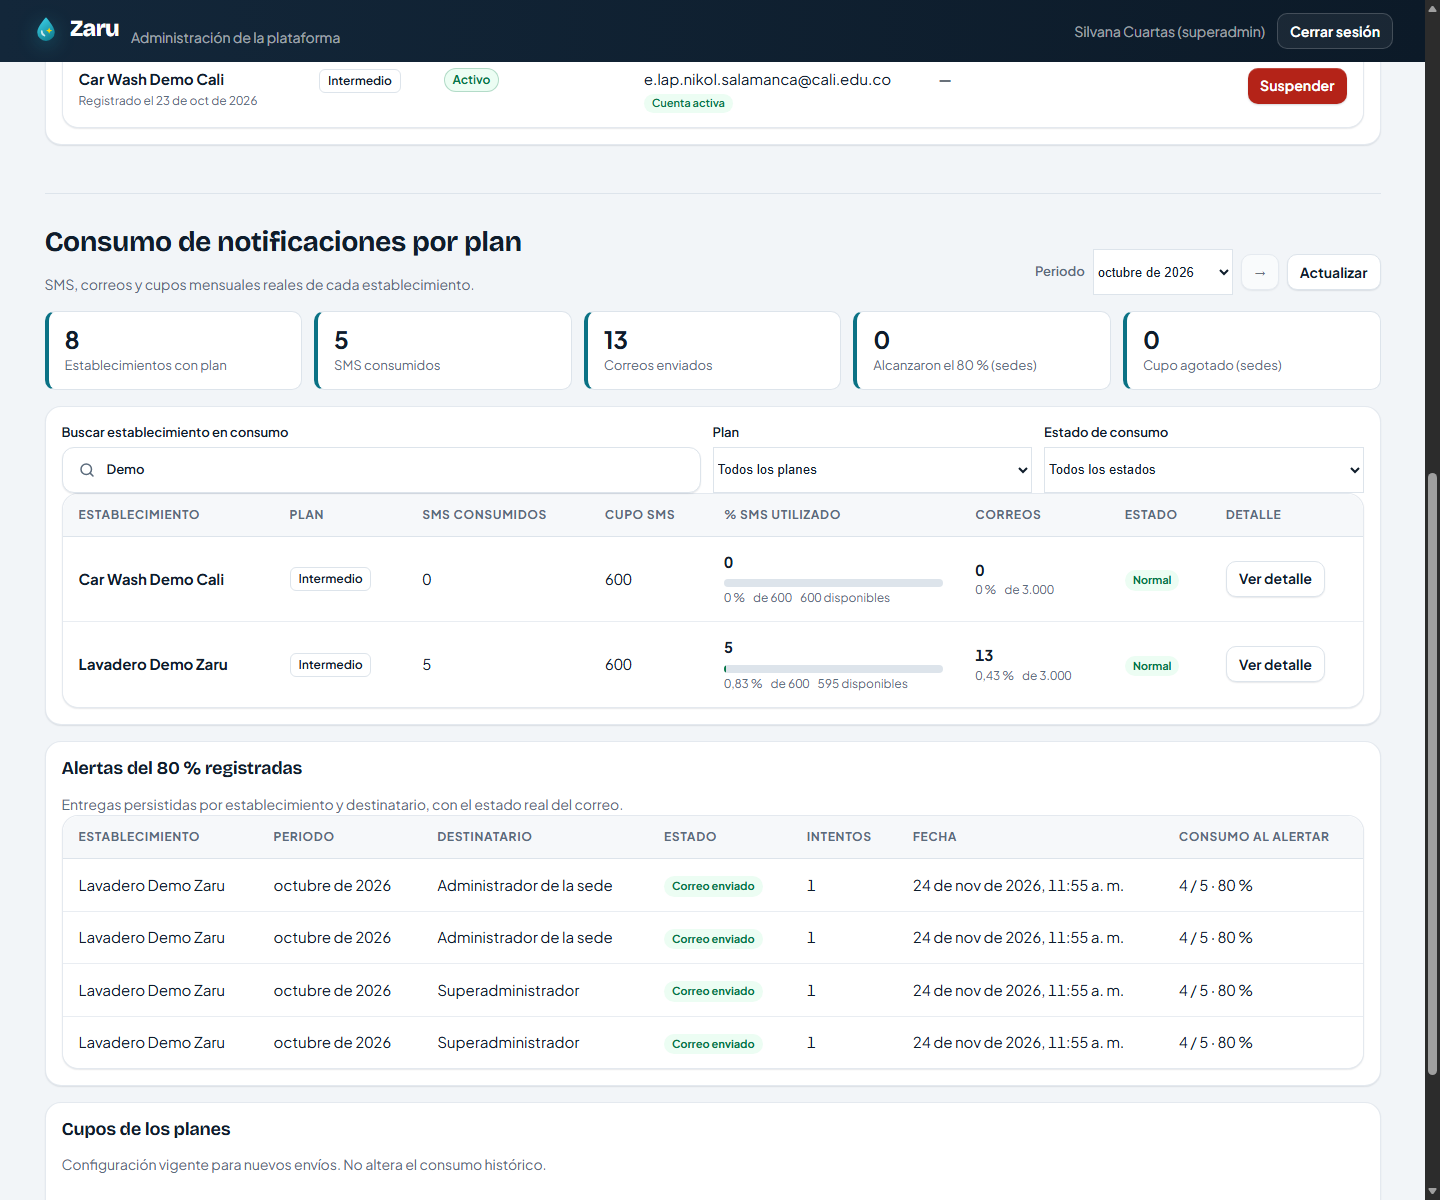 Zaru Administración de la plataforma Silvana Cuartas (superadmin) Cerrar sesión
Car Wash Demo Cali Intermedio Activo e.lap.nikol.salamanca@cali.edu.co — Suspender
Registrado el 23 de oct de 2026 Cuenta activa
Consumo de notificaciones por plan
SMS, correos y cupos mensuales reales de cada establecimiento.
Periodo octubre de 2026 → Actualizar
8 5 13 0 0
Establecimientos con plan SMS consumidos Correos enviados Alcanzaron el 80 % (sedes) Cupo agotado (sedes)
Buscar establecimiento en consumo Plan Estado de consumo
Demo Todos los planes Todos los estados
ESTABLECIMIENTO PLAN SMS CONSUMIDOS CUPO SMS % SMS UTILIZADO CORREOS ESTADO DETALLE
Car Wash Demo Cali Intermedio 0 600 0 0 Normal Ver detalle
0 % de 600 600 disponibles 0 % de 3.000
Lavadero Demo Zaru Intermedio 5 600 5 13 Normal Ver detalle
0,83 % de 600 595 disponibles 0,43 % de 3.000
Alertas del 80 % registradas
Entregas persistidas por establecimiento y destinatario, con el estado real del correo.
ESTABLECIMIENTO PERIODO DESTINATARIO ESTADO INTENTOS FECHA CONSUMO AL ALERTAR
Lavadero Demo Zaru octubre de 2026 Administrador de la sede Correo enviado 1 24 de nov de 2026, 11:55 a. m. 4 / 5 · 80 %
Lavadero Demo Zaru octubre de 2026 Administrador de la sede Correo enviado 1 24 de nov de 2026, 11:55 a. m. 4 / 5 · 80 %
Lavadero Demo Zaru octubre de 2026 Superadministrador Correo enviado 1 24 de nov de 2026, 11:55 a. m. 4 / 5 · 80 %
Lavadero Demo Zaru octubre de 2026 Superadministrador Correo enviado 1 24 de nov de 2026, 11:55 a. m. 4 / 5 · 80 %
Cupos de los planes
Configuración vigente para nuevos envíos. No altera el consumo histórico.